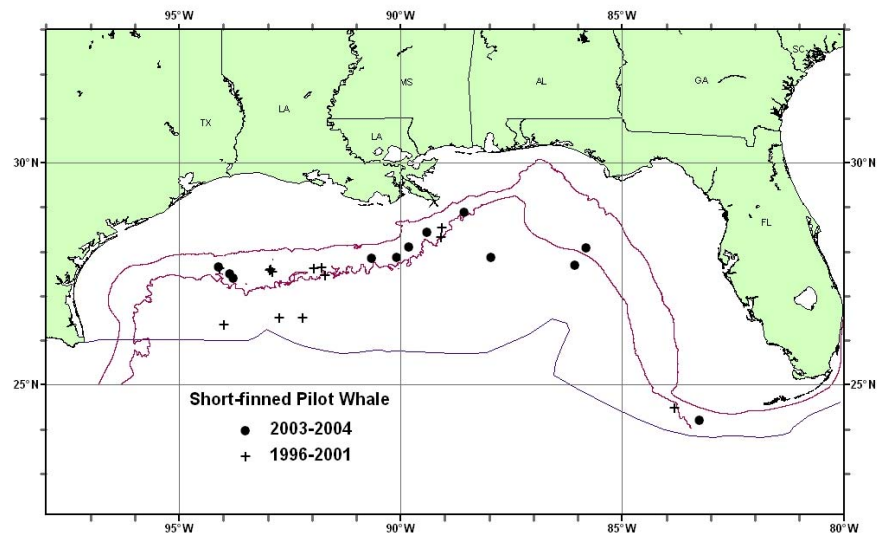 95°W 90°W 85°W
SC
MS AL GA
TX LA
LA
30°N 30°N
FL
25°N 25°N
Short-finned Pilot Whale
2003-2004
1996-2001
95°W 90°W 85°W 80°W